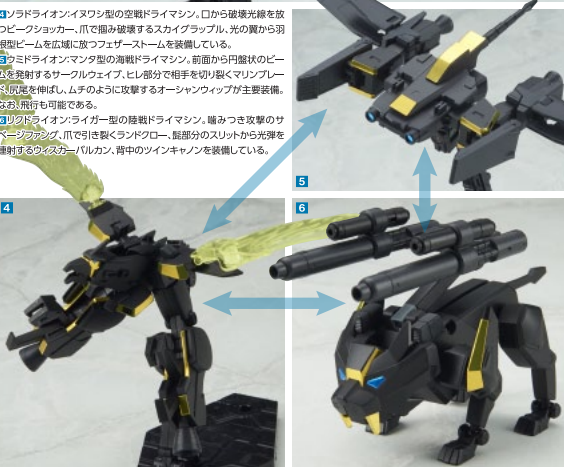 4ソラドライオン:イヌワシ型の空戦ドライマシン。口から破壊光線を放
つビークショッカー、爪で掴み破壊するスカイグラップル、光の翼から羽
根型ビームを広域に放つフェザーストームを装備している。
5ウミドライオン:マンタ型の海戦ドライマシン。前面から円盤状のビー
ムを発射するサークルウェイブ、ヒレ部分で相手を切り裂くマリンブレー
ド、尻尾を伸ばし、ムチのように攻撃するオーシャンウィップが主要装備。
なお、飛行も可能である。
6リクドライオン:ライガー型の陸戦ドライマシン。噛みつき攻撃のサ
ベージファング、爪で引き裂くランドクロー、髭部分のスリットから光弾を
連射するウィスカーバルカン、背中のツインキャノンを装備している。
5
4
6